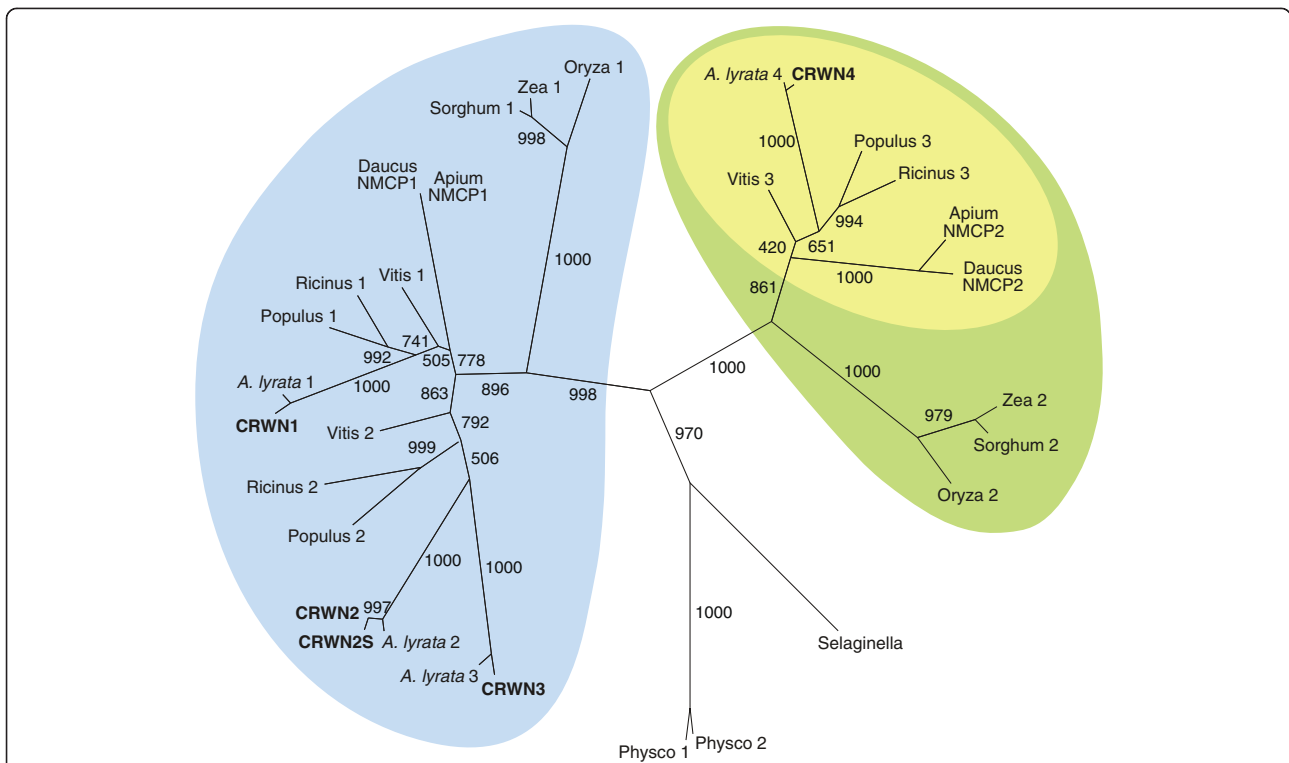 Oryza 1
Zea 1
Sorghum 1
998
Daucus
NMCP1
Apium
NMCP1
1000
Vitis 1
Ricinus 1
Populus 1
741
992
505
778
A. lyrata 1
1000
CRWN1
863
896
998
Vitis 2
792
999
506
Ricinus 2
Populus 2
1000
1000
CRWN2
997
CRWN2S
A. lyrata 2
A. lyrata 3
CRWN3
A. lyrata 4
CRWN4
1000
Populus 3
Vitis 3
Ricinus 3
994
Apium
NMCP2
420
651
1000
Daucus
NMCP2
861
1000
1000
979
Zea 2
Sorghum 2
Oryza 2
970
1000
Selaginella
Physco 1
Physco 2